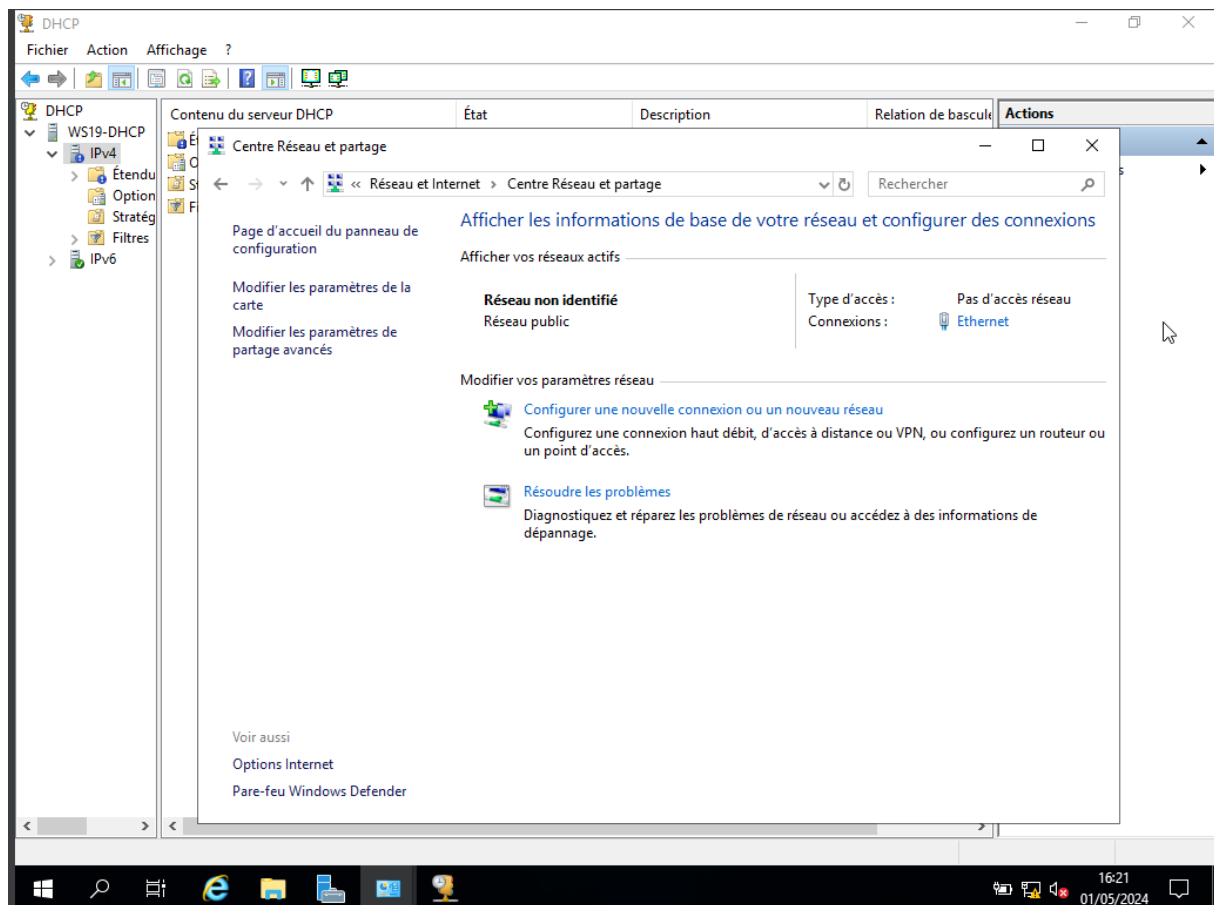 DHCP
Fichier Action Affichage ?
DHCP
WS19-DHCP
IPv4
Étendu
Option
Stratég
Filtres
IPv6
Contenu du serveur DHCP État Description Relation de bascule
Actions
Centre Réseau et partage
« Réseau et Internet > Centre Réseau et partage
Rechercher
Page d'accueil du panneau de
configuration
Modifier les paramètres de la
carte
Modifier les paramètres de
partage avancés
Afficher les informations de base de votre réseau et configurer des connexions
Afficher vos réseaux actifs
Réseau non identifié
Réseau public
Type d'accès : Pas d'accès réseau
Connexions : Ethernet
Modifier vos paramètres réseau
Configurer une nouvelle connexion ou un nouveau réseau
Configurez une connexion haut débit, d'accès à distance ou VPN, ou configurez un routeur ou
un point d'accès.
Résoudre les problèmes
Diagnostiquez et réparez les problèmes de réseau ou accédez à des informations de
dépannage.
Voir aussi
Options Internet
Pare-feu Windows Defender
16:21
01/05/2024